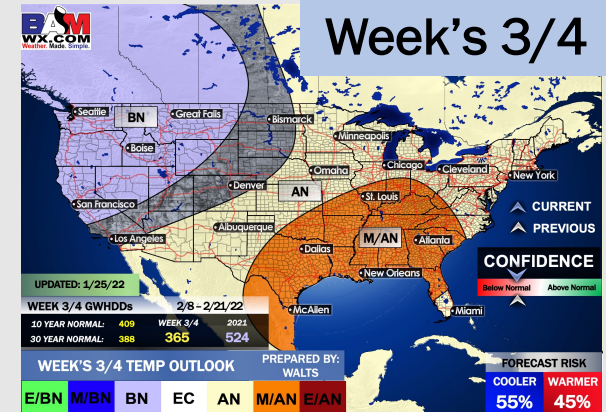 BAM
WX.COM
Weather. Made. Simple.
Week's 3/4
Seattle
BN
Great Falls
Bismarck
Minneapolis
Boise
Chicago
Cleveland
New York
Omaha
Denver
AN
St. Louis
San Francisco
CURRENT
PREVIOUS
Albuquerque
Los Angeles
M/AN
Atlanta
Dallas
New Orleans
CONFIDENCE
Below Normal
Above Normal
UPDATED: 1/25/22
WEEK 3/4 GWHDDs
2/8 – 2/21/22
McAllen
Miami
10 YEAR NORMAL: 409
WEEK 3/4
2021
30 YEAR NORMAL: 388
365
524
WEEK'S 3/4 TEMP OUTLOOK
PREPARED BY:
WALTS
FORECAST RISK
COOLER
WARMER
55%
45%
E/BN
M/BN
BN
EC
AN
M/AN
E/AN